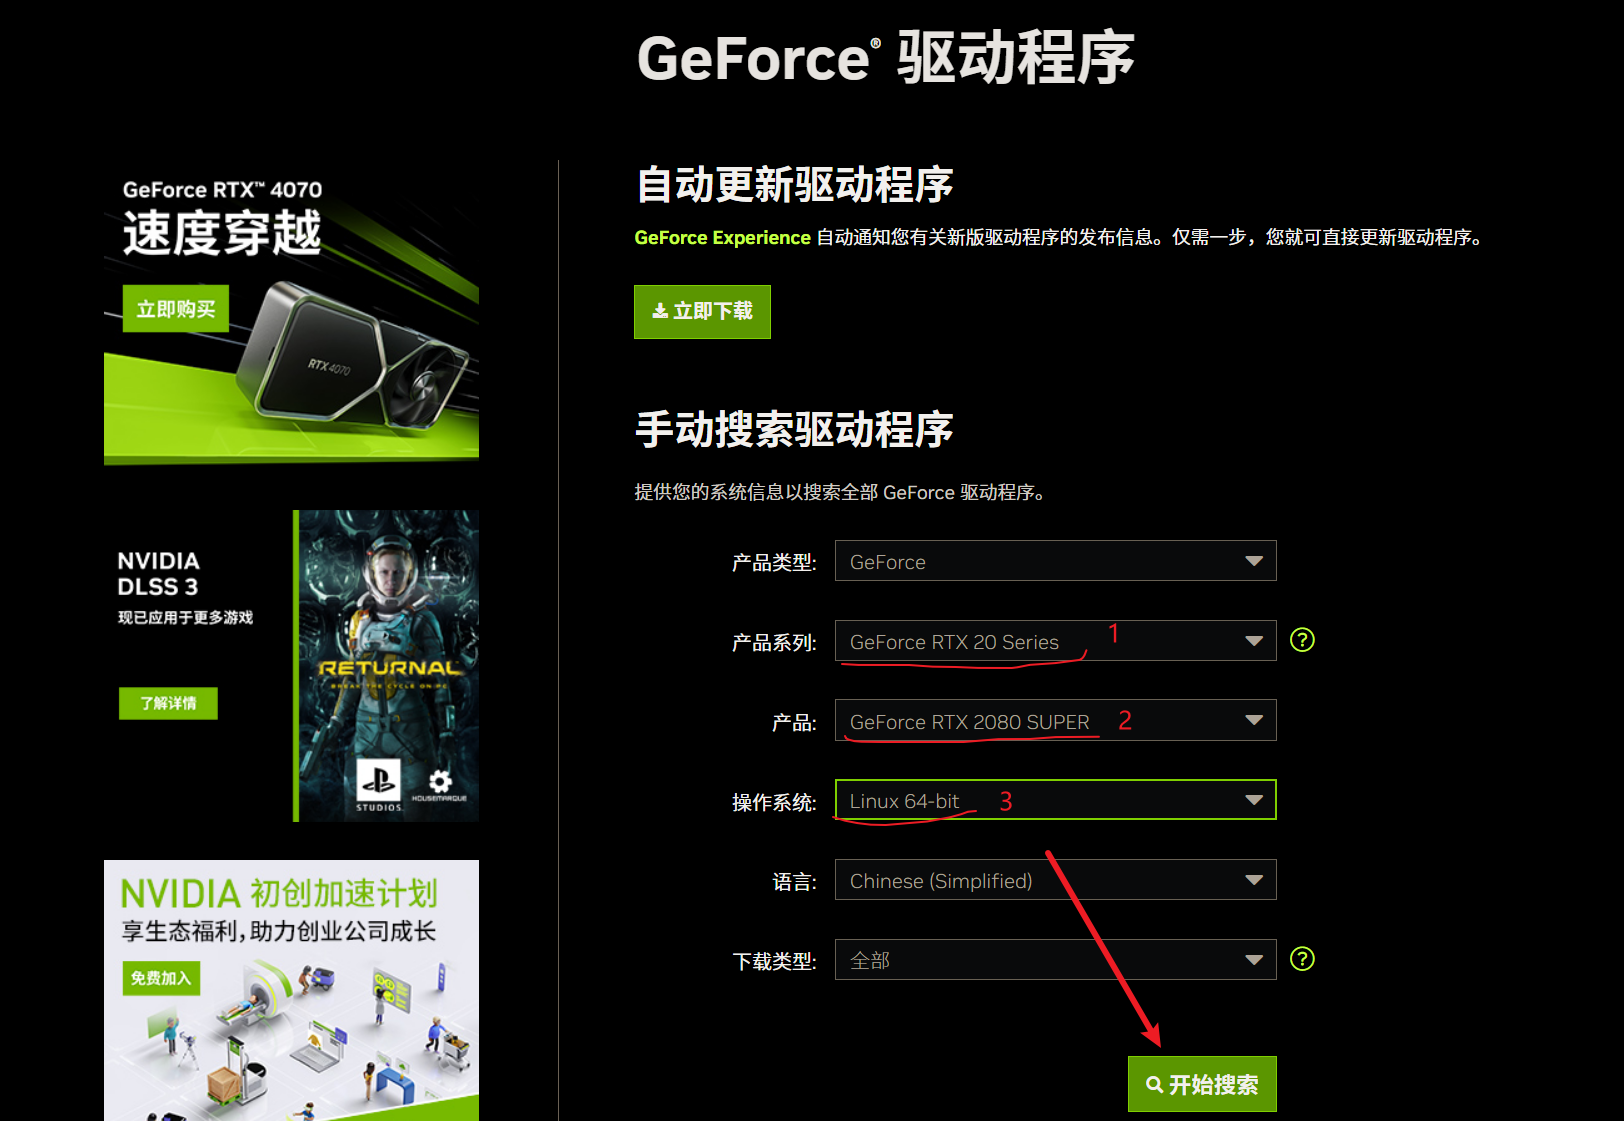 GeForce® 驱动程序
GeForce RTX™ 4070
速度穿越
立即购买
RTX 4070
NVIDIA
DLSS 3
现已应用于更多游戏
了解详情
RETURNAL
BREAK THE CYCLE ON PC
STUDIOS
HOUSEMARQUE
NVIDIA 初创加速计划
享生态福利，助力创业公司成长
免费加入
自动更新驱动程序
GeForce Experience 自动通知您有关新版驱动程序的发布信息。仅需一步，您就可直接更新驱动程序。
立即下载
手动搜索驱动程序
提供您的系统信息以搜索全部 GeForce 驱动程序。
产品类型: GeForce
产品系列: GeForce RTX 20 Series 1 ?
产品: GeForce RTX 2080 SUPER 2
操作系统: Linux 64-bit 3
语言: Chinese (Simplified)
下载类型: 全部 ?
开始搜索